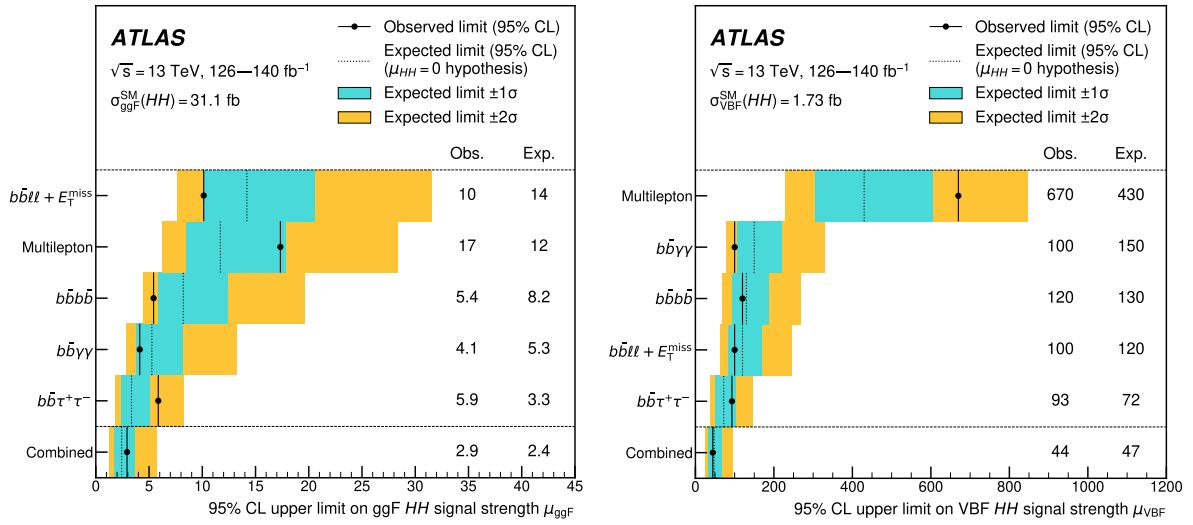 ATLAS
√s = 13 TeV, 126—140 fb⁻¹
σ^SM_ggF(HH) = 31.1 fb
Observed limit (95% CL)
Expected limit (95% CL)
(μ_HH = 0 hypothesis)
Expected limit ±1σ
Expected limit ±2σ
Obs. Exp.
bb̄ℓℓ + E_T^miss 10 14
Multilepton 17 12
bb̄bb̄ 5.4 8.2
bb̄γγ 4.1 5.3
bb̄τ⁺τ⁻ 5.9 3.3
Combined 2.9 2.4
0 5 10 15 20 25 30 35 40 45
95% CL upper limit on ggF HH signal strength μ_ggF
ATLAS
√s = 13 TeV, 126—140 fb⁻¹
σ^SM_VBF(HH) = 1.73 fb
Observed limit (95% CL)
Expected limit (95% CL)
(μ_HH = 0 hypothesis)
Expected limit ±1σ
Expected limit ±2σ
Obs. Exp.
Multilepton 670 430
bb̄γγ 100 150
bb̄bb̄ 120 130
bb̄ℓℓ + E_T^miss 100 120
bb̄τ⁺τ⁻ 93 72
Combined 44 47
0 200 400 600 800 1000 1200
95% CL upper limit on VBF HH signal strength μ_VBF